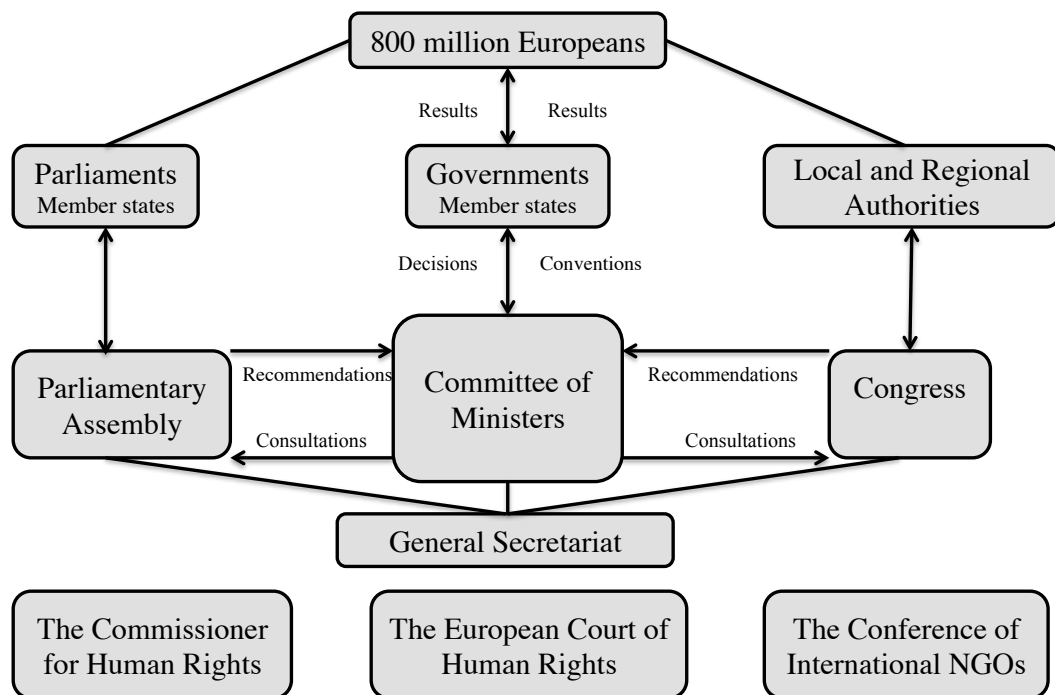 800 million Europeans
Results
Results
Parliaments
Member states
Governments
Member states
Local and Regional
Authorities
Decisions
Conventions
Parliamentary
Assembly
Recommendations
Consultations
Committee of
Ministers
Recommendations
Consultations
Congress
General Secretariat
The Commissioner
for Human Rights
The European Court of
Human Rights
The Conference of
International NGOs